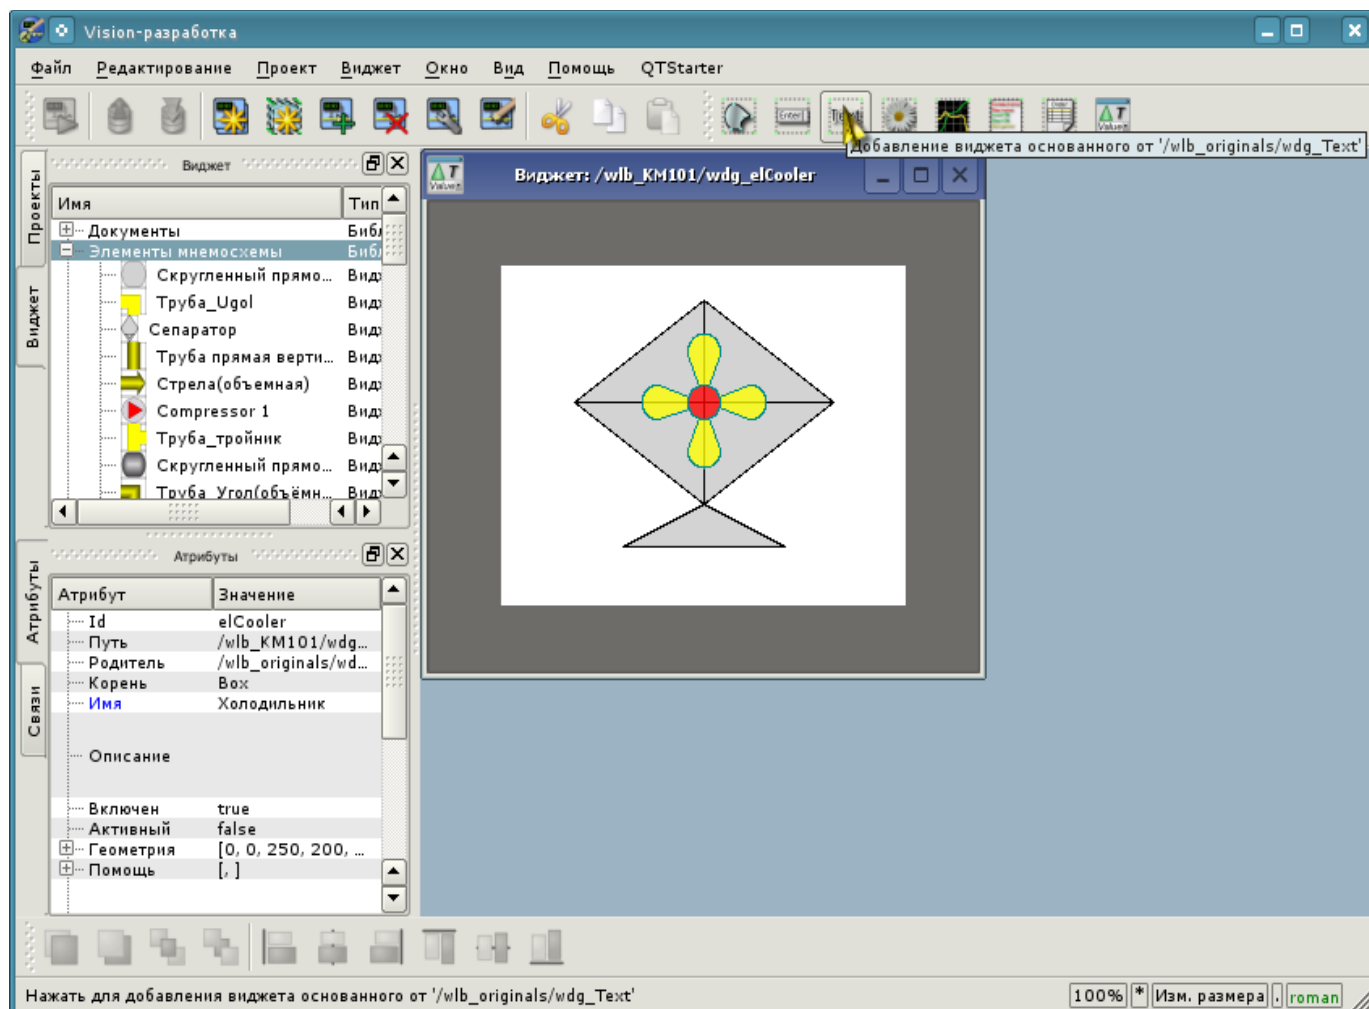 Vision-разработка
Файл Редактирование Проект Виджет Окно Вид Помощь QTStarter
Добавление виджета основанного от '/wlb_originals/wdg_Text'
Проекты
Виджет
Виджет
Имя Тип
Документы
Элементы мнемосхемы
Скругленный прямо...
Труба_Ugol
Сепаратор
Труба прямая верти...
Стрела(объемная)
Compressor 1
Труба_тройник
Скругленный прямо...
Труба_Угол(объёмн...
Виджет: /wlb_KM101/wdg_elCooler
Атрибуты
Связи
Атрибуты
Атрибут Значение
Id elCooler
Путь /wlb_KM101/wdg...
Родитель /wlb_originals/wd...
Корень Box
Имя Холодильник
Описание
Включен true
Активный false
Геометрия [0, 0, 250, 200, ...
Помощь [, ]
Нажать для добавления виджета основанного от '/wlb_originals/wdg_Text'
100% * Изм. размера . roman